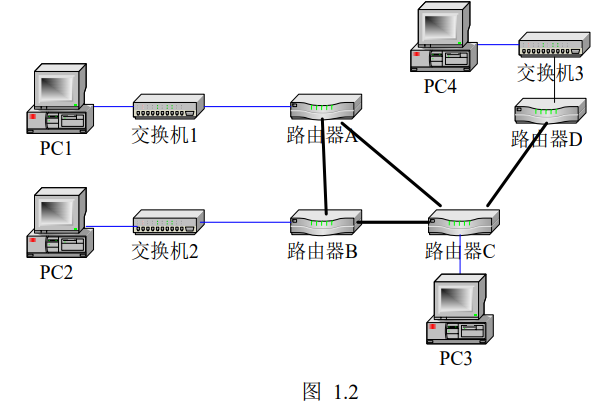 PC4
交换机3
PC1
交换机1
路由器A
路由器D
PC2
交换机2
路由器B
路由器C
PC3
图 1.2